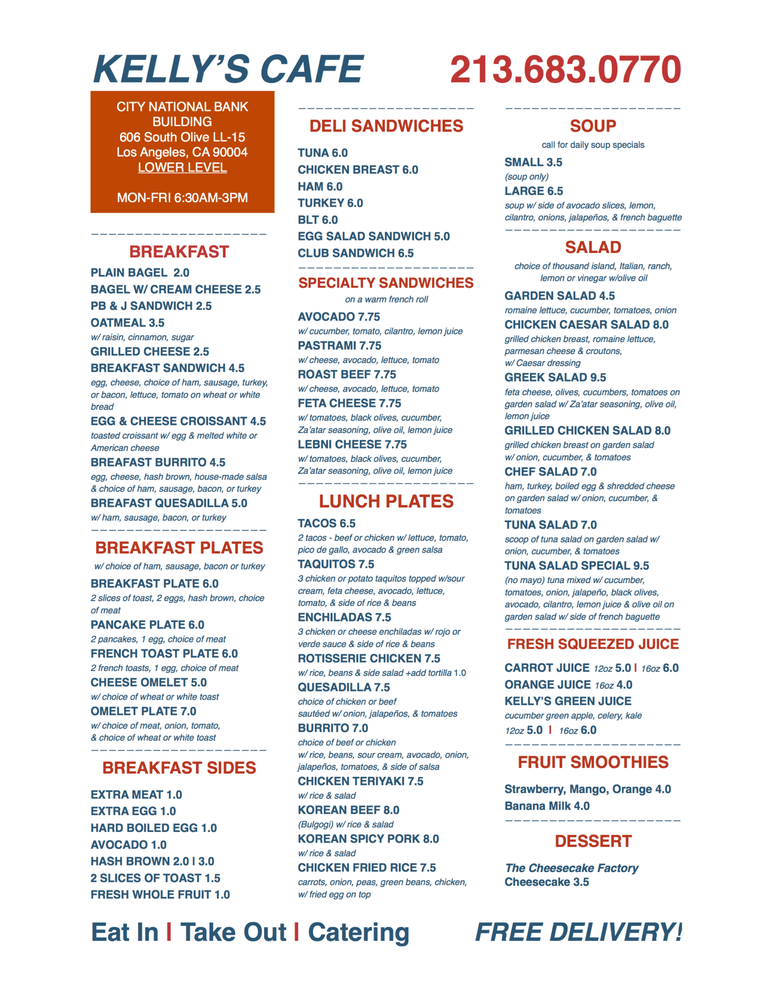 KELLY'S CAFE
213.683.0770
CITY NATIONAL BANK
BUILDING
606 South Olive LL-15
Los Angeles, CA 90004
LOWER LEVEL
MON-FRI 6:30AM-3PM
BREAKFAST
PLAIN BAGEL 2.0
BAGEL W/ CREAM CHEESE 2.5
PB & J SANDWICH 2.5
OATMEAL 3.5
w/ raisin, cinnamon, sugar
GRILLED CHEESE 2.5
BREAKFAST SANDWICH 4.5
egg, cheese, choice of ham, sausage, turkey,
or bacon, lettuce, tomato on wheat or white
bread
EGG & CHEESE CROISSANT 4.5
toasted croissant w/ egg & melted white or
American cheese
BREAFAST BURRITO 4.5
egg, cheese, hash brown, house-made salsa
& choice of ham, sausage, bacon, or turkey
BREAFAST QUESADILLA 5.0
w/ ham, sausage, bacon, or turkey
BREAKFAST PLATES
w/ choice of ham, sausage, bacon or turkey
BREAKFAST PLATE 6.0
2 slices of toast, 2 eggs, hash brown, choice
of meat
PANCAKE PLATE 6.0
2 pancakes, 1 egg, choice of meat
FRENCH TOAST PLATE 6.0
2 french toasts, 1 egg, choice of meat
CHEESE OMELET 5.0
w/ choice of wheat or white toast
OMELET PLATE 7.0
w/ choice of meat, onion, tomato,
& choice of wheat or white toast
BREAKFAST SIDES
EXTRA MEAT 1.0
EXTRA EGG 1.0
HARD BOILED EGG 1.0
AVOCADO 1.0
HASH BROWN 2.0 I 3.0
2 SLICES OF TOAST 1.5
FRESH WHOLE FRUIT 1.0
DELI SANDWICHES
TUNA 6.0
CHICKEN BREAST 6.0
HAM 6.0
TURKEY 6.0
BLT 6.0
EGG SALAD SANDWICH 5.0
CLUB SANDWICH 6.5
SPECIALTY SANDWICHES
on a warm french roll
AVOCADO 7.75
w/ cucumber, tomato, cilantro, lemon juice
PASTRAMI 7.75
w/ cheese, avocado, lettuce, tomato
ROAST BEEF 7.75
w/ cheese, avocado, lettuce, tomato
FETA CHEESE 7.75
w/ tomatoes, black olives, cucumber,
Za'atar seasoning, olive oil, lemon juice
LEBNI CHEESE 7.75
w/ tomatoes, black olives, cucumber,
Za'atar seasoning, olive oil, lemon juice
LUNCH PLATES
TACOS 6.5
2 tacos - beef or chicken w/ lettuce, tomato,
pico de gallo, avocado & green salsa
TAQUITOS 7.5
3 chicken or potato taquitos topped w/sour
cream, feta cheese, avocado, lettuce,
tomato, & side of rice & beans
ENCHILADAS 7.5
3 chicken or cheese enchiladas w/ rojo or
verde sauce & side of rice & beans
ROTISSERIE CHICKEN 7.5
w/ rice, beans & side salad +add tortilla 1.0
QUESADILLA 7.5
choice of chicken or beef
sautéed w/ onion, jalapeños, & tomatoes
BURRITO 7.0
choice of beef or chicken
w/ rice, beans, sour cream, avocado, onion,
jalapeños, tomatoes, & side of salsa
CHICKEN TERIYAKI 7.5
w/ rice & salad
KOREAN BEEF 8.0
(Bulgogi) w/ rice & salad
KOREAN SPICY PORK 8.0
w/ rice & salad
CHICKEN FRIED RICE 7.5
carrots, onion, peas, green beans, chicken,
w/ fried egg on top
SOUP
call for daily soup specials
SMALL 3.5
(soup only)
LARGE 6.5
soup w/ side of avocado slices, lemon,
cilantro, onions, jalapeños, & french baguette
SALAD
choice of thousand island, Italian, ranch,
lemon or vinegar w/olive oil
GARDEN SALAD 4.5
romaine lettuce, cucumber, tomatoes, onion
CHICKEN CAESAR SALAD 8.0
grilled chicken breast, romaine lettuce,
parmesan cheese & croutons,
w/ Caesar dressing
GREEK SALAD 9.5
feta cheese, olives, cucumbers, tomatoes on
garden salad w/ Za'atar seasoning, olive oil,
lemon juice
GRILLED CHICKEN SALAD 8.0
grilled chicken breast on garden salad
w/ onion, cucumber, & tomatoes
CHEF SALAD 7.0
ham, turkey, boiled egg & shredded cheese
on garden salad w/ onion, cucumber, &
tomatoes
TUNA SALAD 7.0
scoop of tuna salad on garden salad w/
onion, cucumber, & tomatoes
TUNA SALAD SPECIAL 9.5
(no mayo) tuna mixed w/ cucumber,
tomatoes, onion, jalapeño, black olives,
avocado, cilantro, lemon juice & olive oil on
garden salad w/ side of french baguette
FRESH SQUEEZED JUICE
CARROT JUICE 12oz 5.0 I 16oz 6.0
ORANGE JUICE 16oz 4.0
KELLY'S GREEN JUICE
cucumber green apple, celery, kale
12oz 5.0 I 16oz 6.0
FRUIT SMOOTHIES
Strawberry, Mango, Orange 4.0
Banana Milk 4.0
DESSERT
The Cheesecake Factory
Cheesecake 3.5
Eat In I Take Out I Catering
FREE DELIVERY!